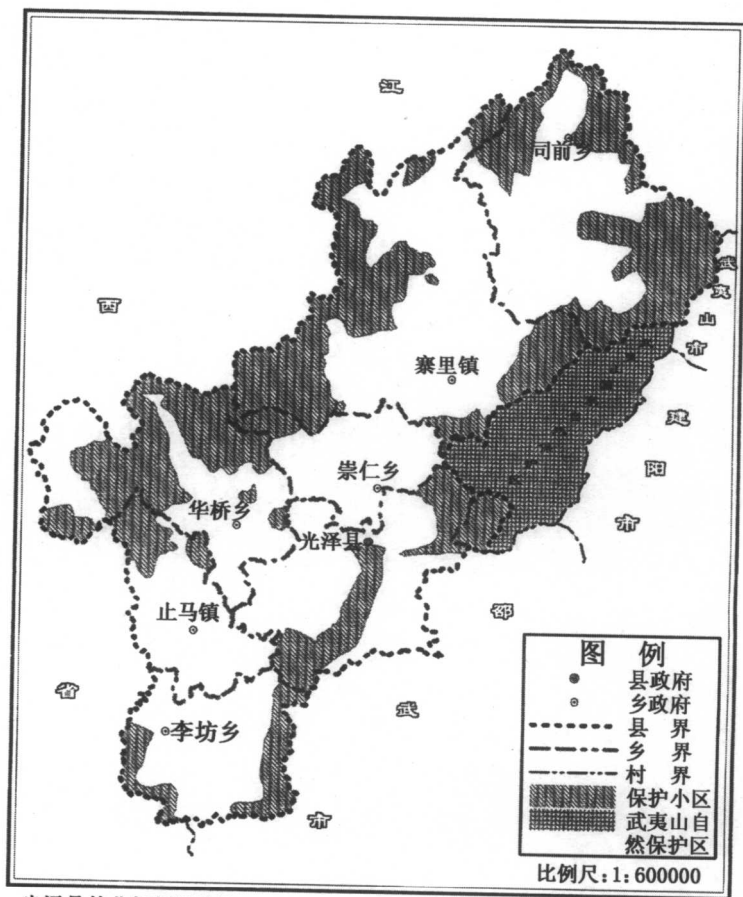 江
西
省
司前乡
武
夷
山
市
寨里镇
建
阳
市
崇仁乡
华桥乡
光泽县
止马镇
邵
武
市
李坊乡
图 例
县政府
乡政府
县 界
乡 界
村 界
保护小区
武夷山自
然保护区
比例尺:1:600000